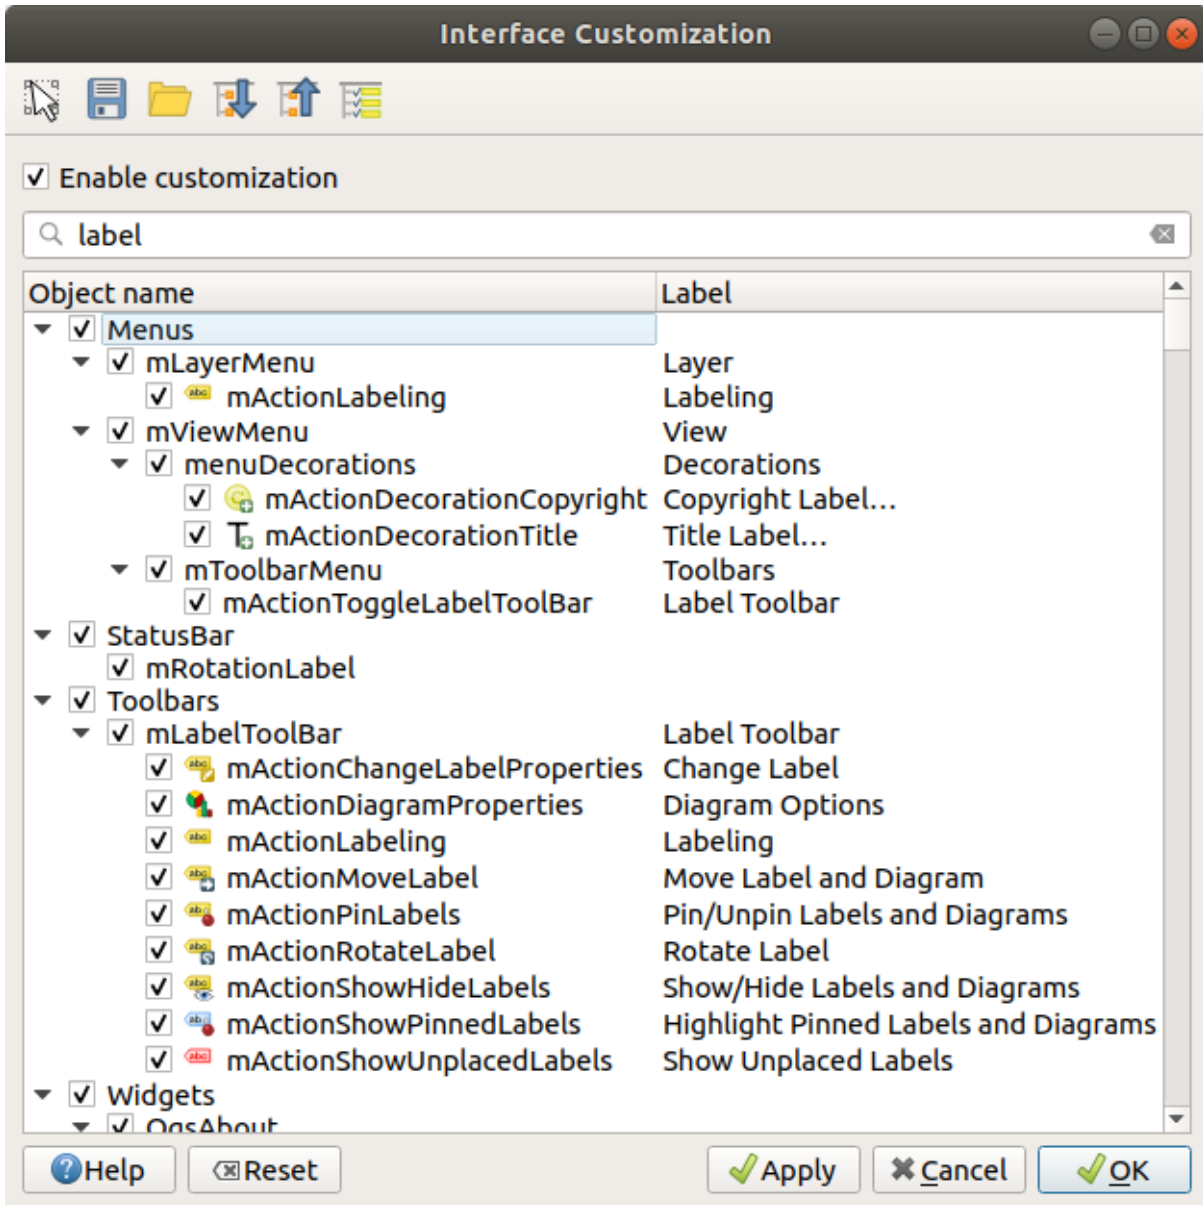 Interface Customization
Enable customization
label
Object name Label
Menus
mLayerMenu Layer
mActionLabeling Labeling
mViewMenu View
menuDecorations Decorations
mActionDecorationCopyright Copyright Label...
mActionDecorationTitle Title Label...
mToolbarMenu Toolbars
mActionToggleLabelToolBar Label Toolbar
StatusBar
mRotationLabel
Toolbars
mLabelToolBar Label Toolbar
mActionChangeLabelProperties Change Label
mActionDiagramProperties Diagram Options
mActionLabeling Labeling
mActionMoveLabel Move Label and Diagram
mActionPinLabels Pin/Unpin Labels and Diagrams
mActionRotateLabel Rotate Label
mActionShowHideLabels Show/Hide Labels and Diagrams
mActionShowPinnedLabels Highlight Pinned Labels and Diagrams
mActionShowUnplacedLabels Show Unplaced Labels
Widgets
QgsAbout
Help Reset Apply Cancel OK